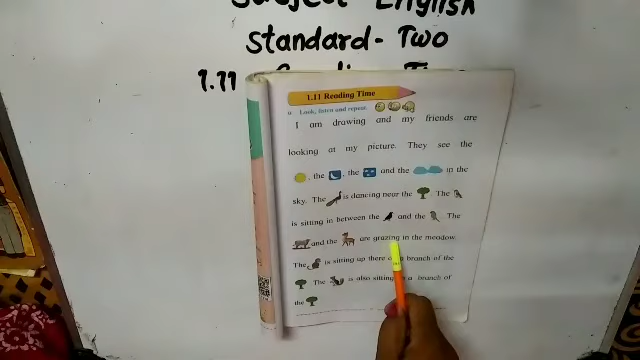 Subject - English
Standard - Two
1.11
1.11 Reading Time
Look, listen and repeat.
I am drawing and my friends are
looking at my picture. They see the
, the , the and the in the
sky. The is dancing near the . The
is sitting in between the and the . The
and the are grazing in the meadow.
The is sitting up there on a branch of the
. The is also sitting a branch of
the